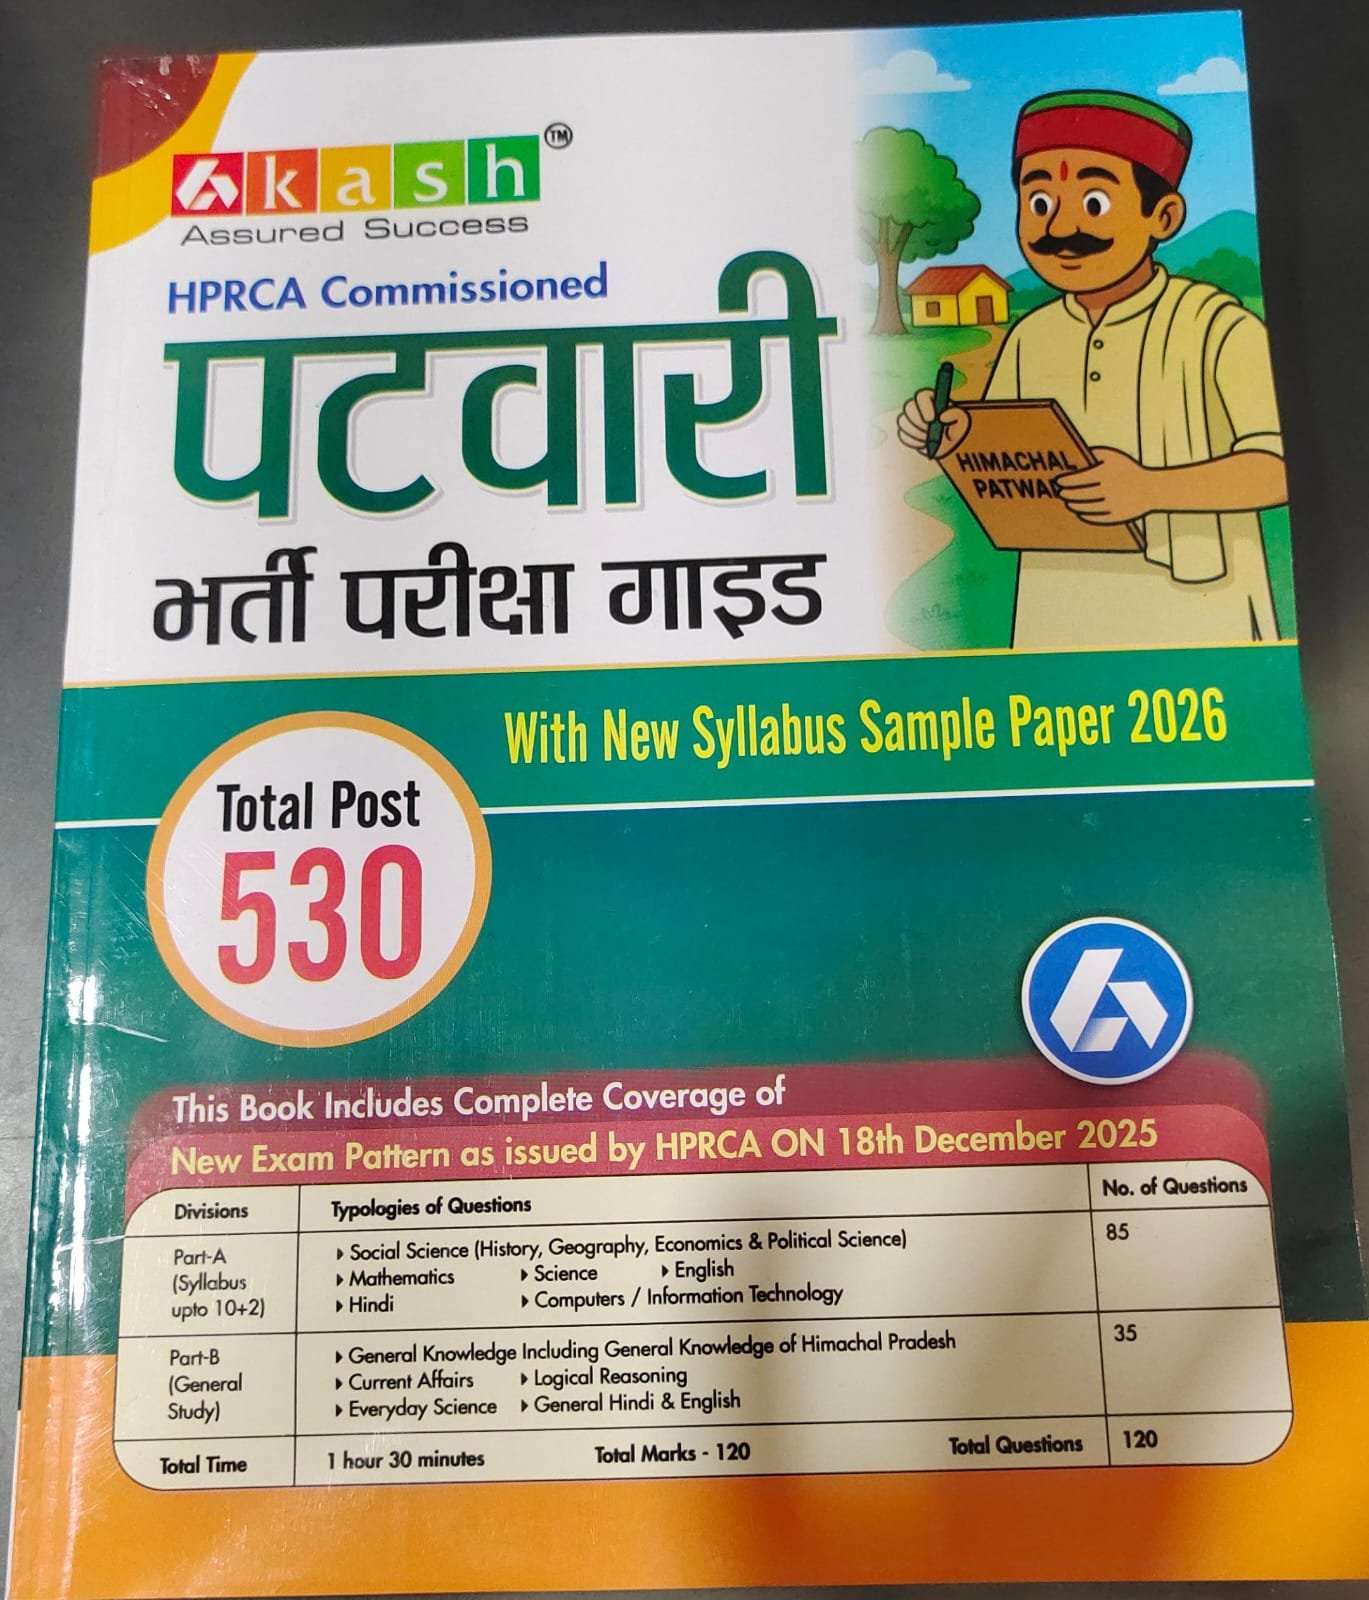 Akash™
Assured Success
HPRCA Commissioned
पटवारी
भर्ती परीक्षा गाइड
HIMACHAL
PATWAR
With New Syllabus Sample Paper 2026
Total Post
530
This Book Includes Complete Coverage of
New Exam Pattern as issued by HPRCA ON 18th December 2025
Divisions Typologies of Questions No. of Questions
Part-A (Syllabus upto 10+2) Social Science (History, Geography, Economics & Political Science) 85
Mathematics Science English
Hindi Computers / Information Technology
Part-B (General Study) General Knowledge Including General Knowledge of Himachal Pradesh 35
Current Affairs Logical Reasoning
Everyday Science General Hindi & English
Total Time 1 hour 30 minutes Total Marks - 120 Total Questions 120